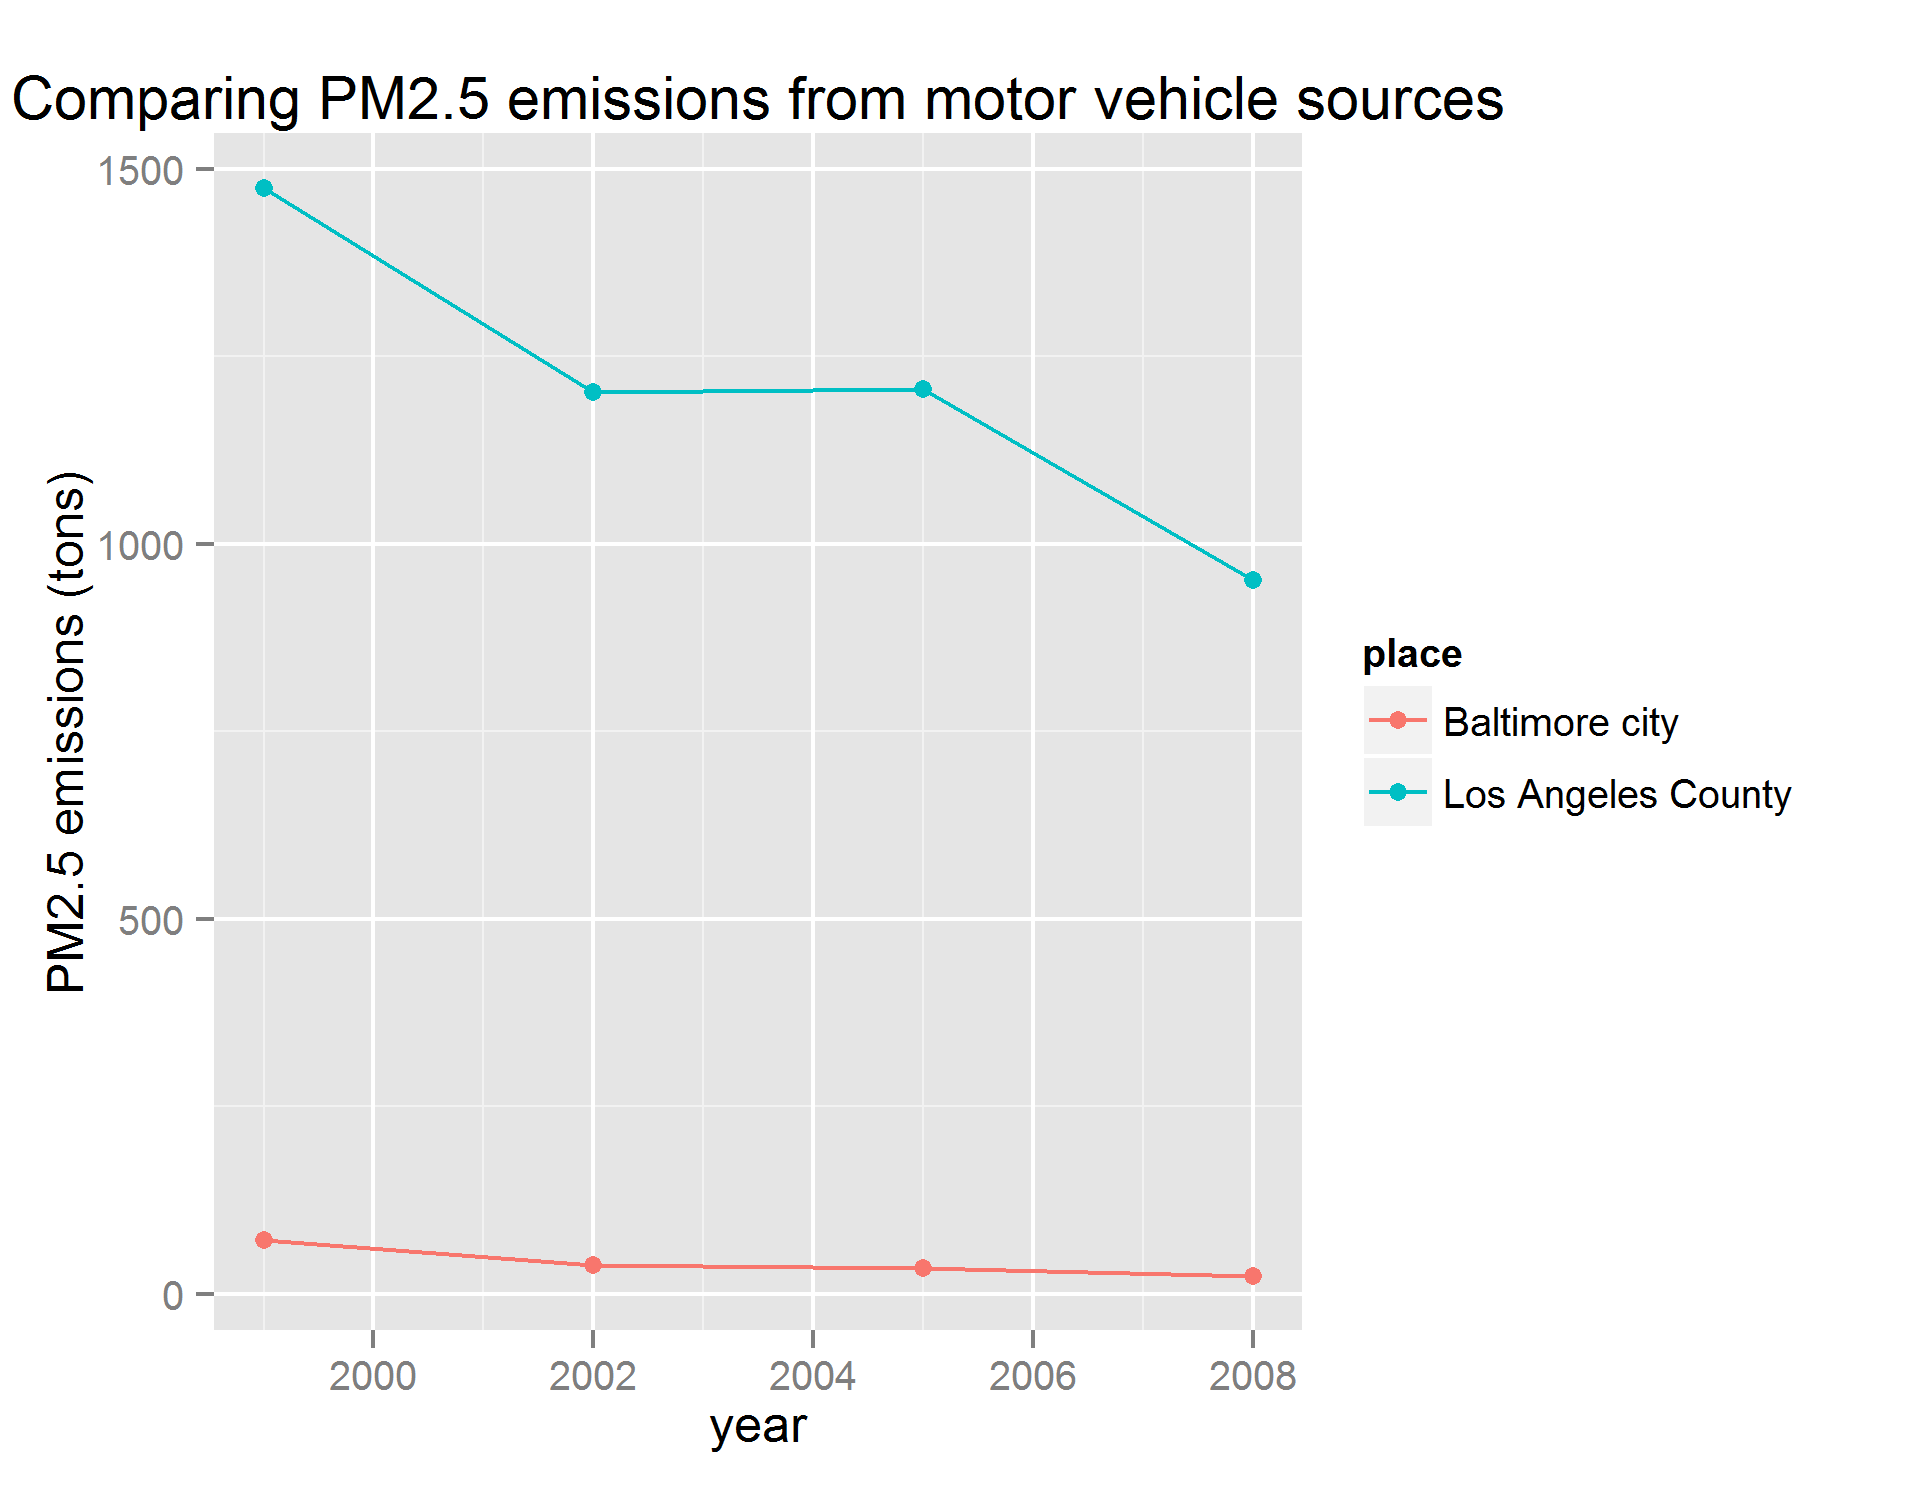 Comparing PM2.5 emissions from motor vehicle sources
1500
1000
500
0
PM2.5 emissions (tons)
2000 2002 2004 2006 2008
year
place
Baltimore city
Los Angeles County